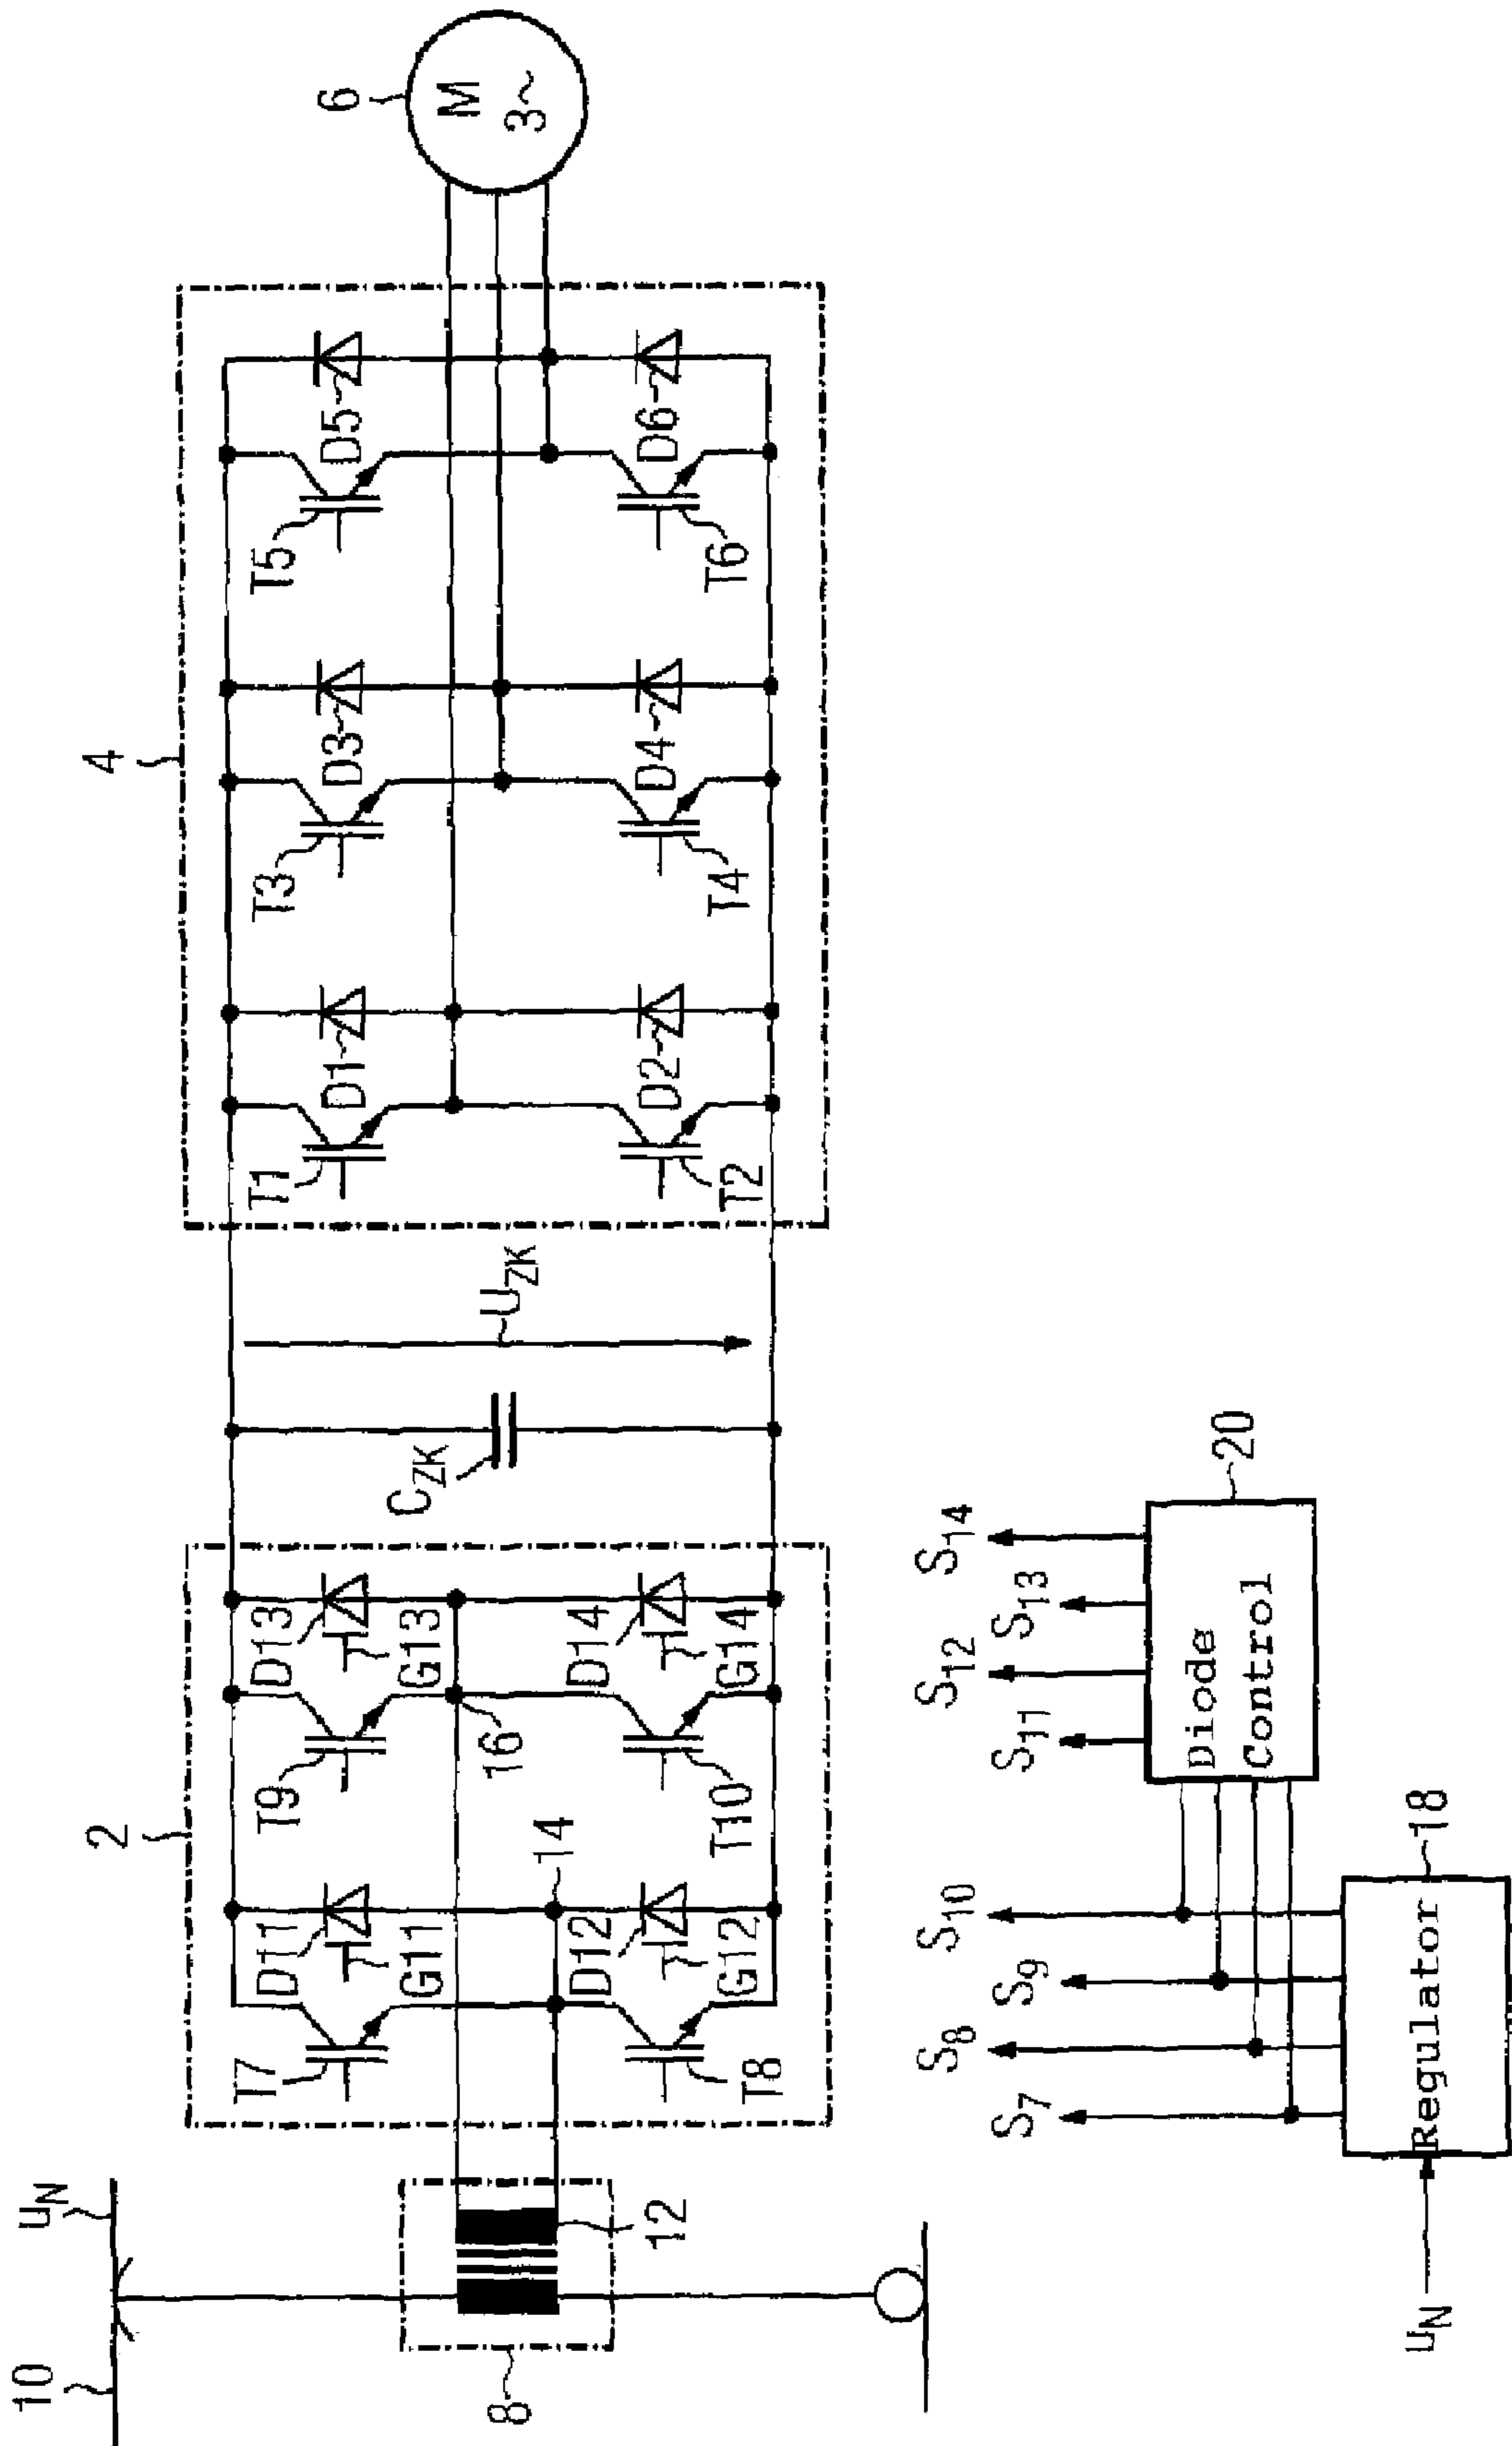 10
u_N
8
12
2
T7
D11
G11
T9
D13
G13
14
16
T8
D12
G12
T10
D14
G14
C_ZK
U_ZK
4
T1
D1
T3
D3
T5
D5
T2
D2
T4
D4
T6
D6
6
M
3~
S_7
S_8
S_9
S_10
S_11
S_12
S_13
S_14
u_N
Regulator
18
Diode
Control
20